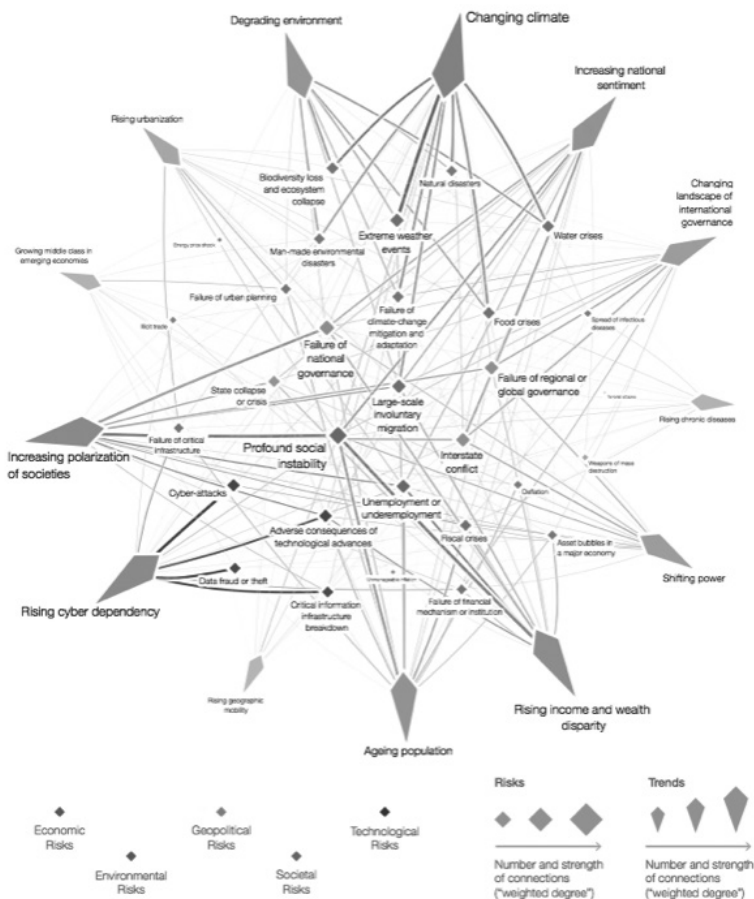 Degrading environment
Changing climate
Increasing national
sentiment
Rising urbanization
Changing
landscape of
international
governance
Biodiversity loss
and ecosystem
collapse
Natural disasters
Extreme weather
events
Water crises
Growing middle class in
emerging economies
Energy price shock
Man-made environmental
disasters
Failure of urban planning
Illicit trade
Failure of
national
governance
Failure of
climate-change
mitigation and
adaptation
Food crises
Spread of infectious
diseases
State collapse
or crisis
Large-scale
involuntary
migration
Failure of regional or
global governance
Rising chronic diseases
Increasing polarization
of societies
Failure of critical
infrastructure
Profound social
instability
Interstate
conflict
Weapons of mass
destruction
Cyber-attacks
Unemployment or
underemployment
Deflation
Adverse consequences of
technological advances
Fiscal crises
Asset bubbles in
a major economy
Shifting power
Rising cyber dependency
Data fraud or theft
Critical information
infrastructure
breakdown
Failure of financial
mechanism or institution
Rising geographic
mobility
Ageing population
Rising income and wealth
disparity
Economic
Risks
Environmental
Risks
Geopolitical
Risks
Societal
Risks
Technological
Risks
Risks
Number and strength
of connections
("weighted degree")
Trends
Number and strength
of connections
("weighted degree")